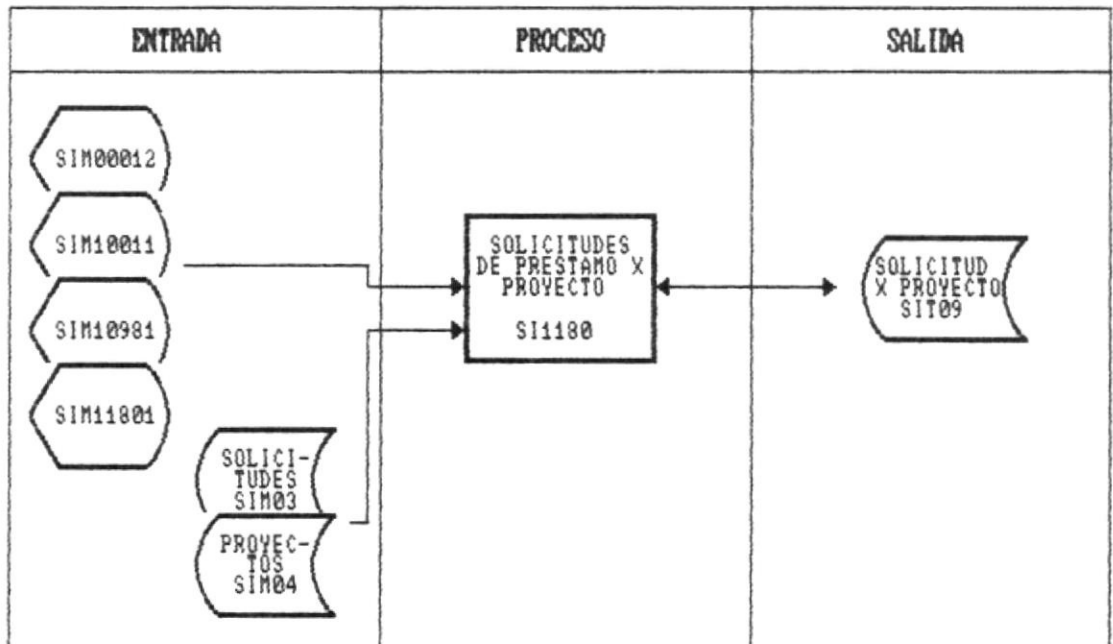 ENTRADA
PROCESO
SALIDA
SIM00012
SIM10011
SIM10981
SIM11801
SOLICI-
TUDES
SIM03
PROYEC-
TOS
SIM04
SOLICITUDES
DE PRESTAMO X
PROYECTO
SI1180
SOLICITUD
X PROYECTO
SIT09